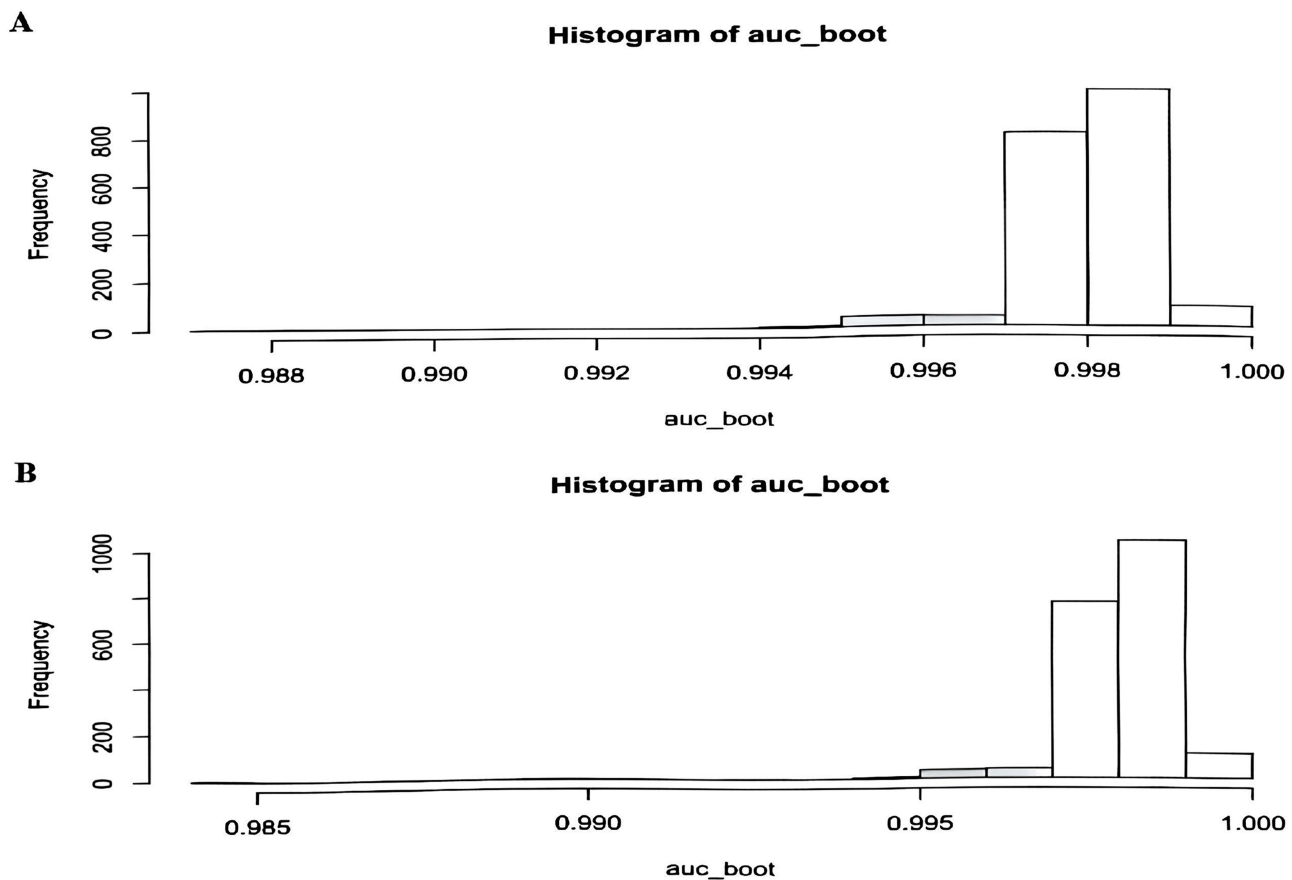 A
Histogram of auc_boot
Frequency
0 200 400 600 800
0.988 0.990 0.992 0.994 0.996 0.998 1.000
auc_boot
B
Histogram of auc_boot
Frequency
0 200 600 1000
0.985 0.990 0.995 1.000
auc_boot